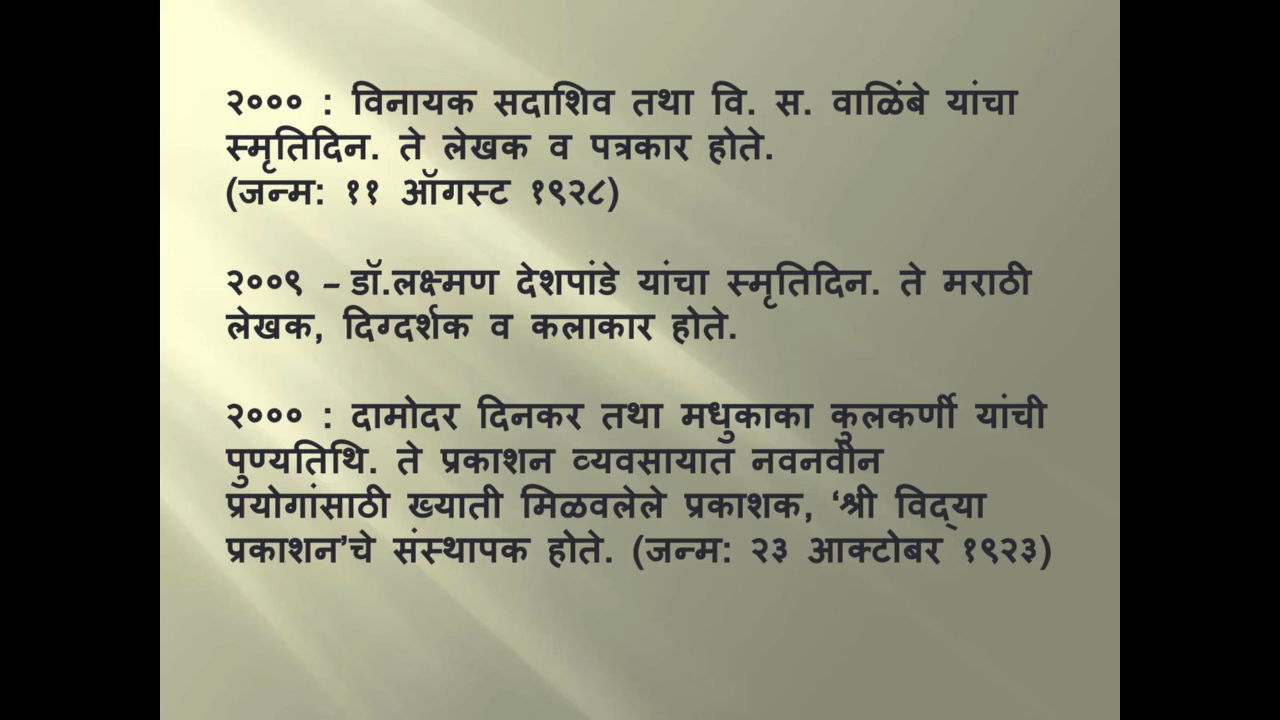 २००० : विनायक सदाशिव तथा वि. स. वाळिंबे यांचा
स्मृतिदिन. ते लेखक व पत्रकार होते.
(जन्म: ११ ऑगस्ट १९२८)
२००९ – डॉ.लक्ष्मण देशपांडे यांचा स्मृतिदिन. ते मराठी
लेखक, दिग्दर्शक व कलाकार होते.
२००० : दामोदर दिनकर तथा मधुकाका कुलकर्णी यांची
पुण्यतिथि. ते प्रकाशन व्यवसायात नवनवीन
प्रयोगांसाठी ख्याती मिळवलेले प्रकाशक, ‘श्री विद्‌या
प्रकाशन’चे संस्थापक होते. (जन्म: २३ आक्टोबर १९२३)